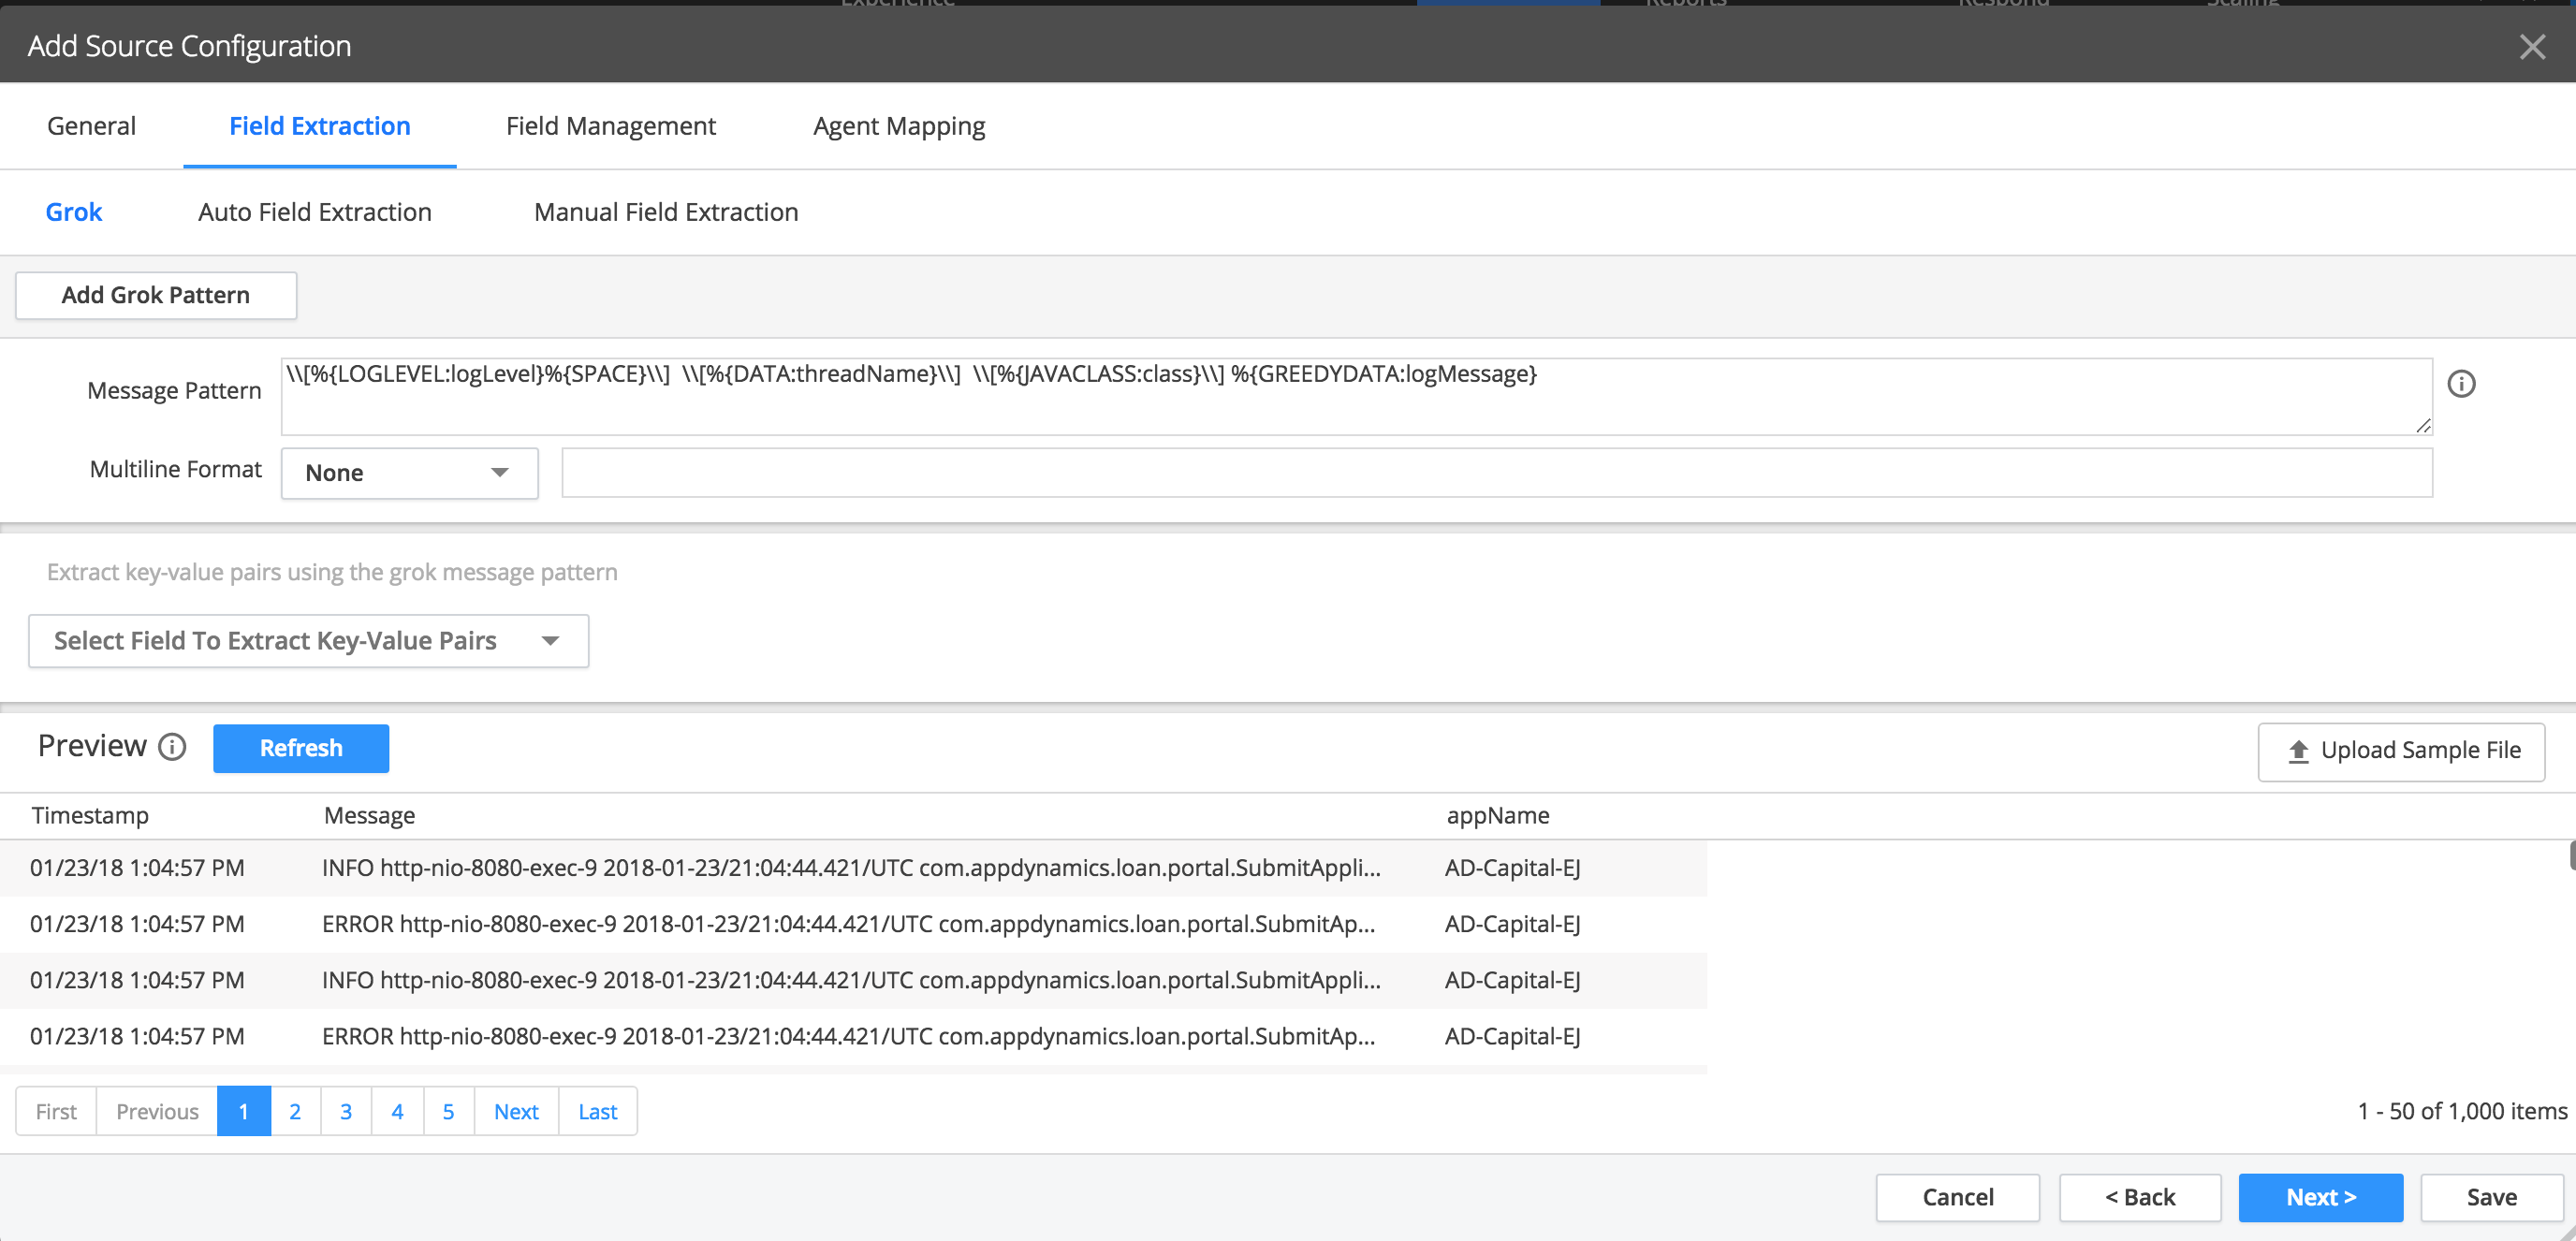 Experience Reports Respond Scaling
Add Source Configuration
General Field Extraction Field Management Agent Mapping
Grok Auto Field Extraction Manual Field Extraction
Add Grok Pattern
Message Pattern \\[%{LOGLEVEL:logLevel}%{SPACE}\\]  \\[%{DATA:threadName}\\]  \\[%{JAVACLASS:class}\\] %{GREEDYDATA:logMessage}
Multiline Format None
Extract key-value pairs using the grok message pattern
Select Field To Extract Key-Value Pairs
Preview Refresh Upload Sample File
Timestamp Message appName
01/23/18 1:04:57 PM INFO http-nio-8080-exec-9 2018-01-23/21:04:44.421/UTC com.appdynamics.loan.portal.SubmitAppli... AD-Capital-EJ
01/23/18 1:04:57 PM ERROR http-nio-8080-exec-9 2018-01-23/21:04:44.421/UTC com.appdynamics.loan.portal.SubmitAp... AD-Capital-EJ
01/23/18 1:04:57 PM INFO http-nio-8080-exec-9 2018-01-23/21:04:44.421/UTC com.appdynamics.loan.portal.SubmitAppli... AD-Capital-EJ
01/23/18 1:04:57 PM ERROR http-nio-8080-exec-9 2018-01-23/21:04:44.421/UTC com.appdynamics.loan.portal.SubmitAp... AD-Capital-EJ
First Previous 1 2 3 4 5 Next Last 1 - 50 of 1,000 items
Cancel < Back Next > Save